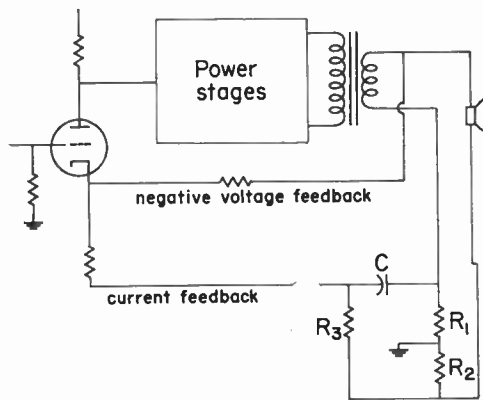 Power
stages
negative voltage feedback
current feedback
C
R3
R1
R2